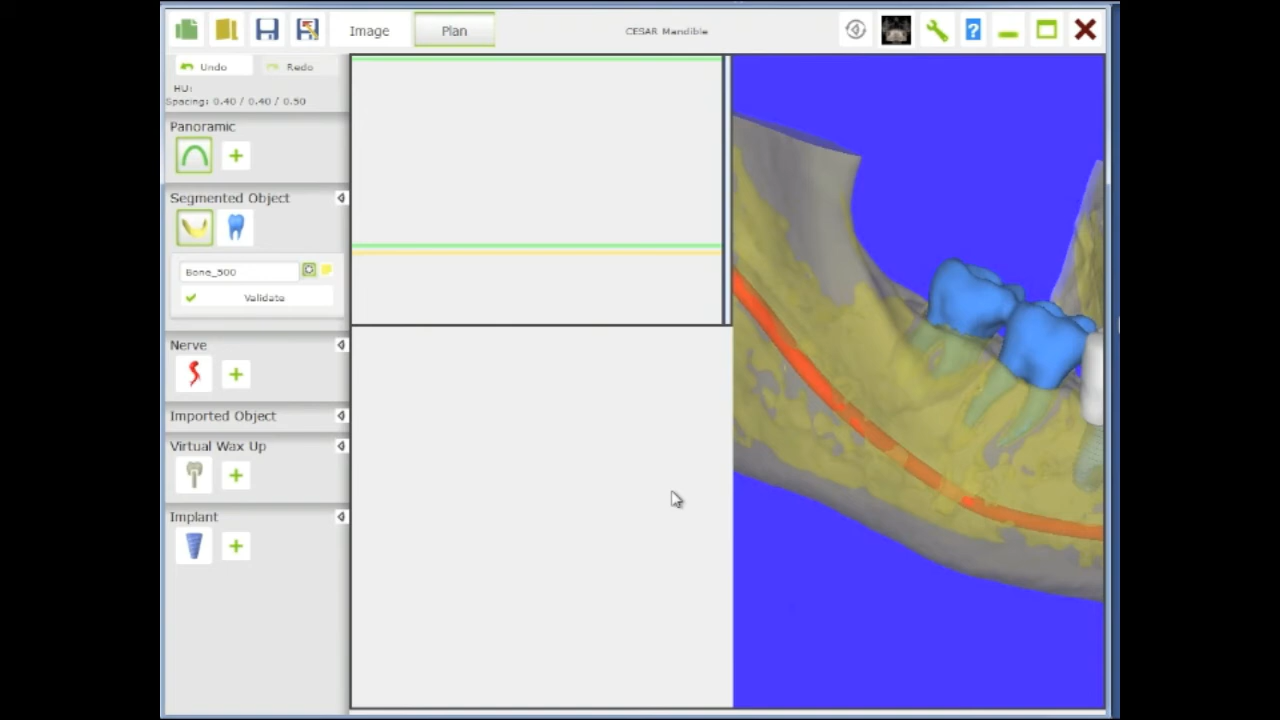 Image
Plan
CESAR Mandible
Undo
Redo
HU:
Spacing: 0.40 / 0.40 / 0.50
Panoramic
Segmented Object
Bone_500
Validate
Nerve
Imported Object
Virtual Wax Up
Implant